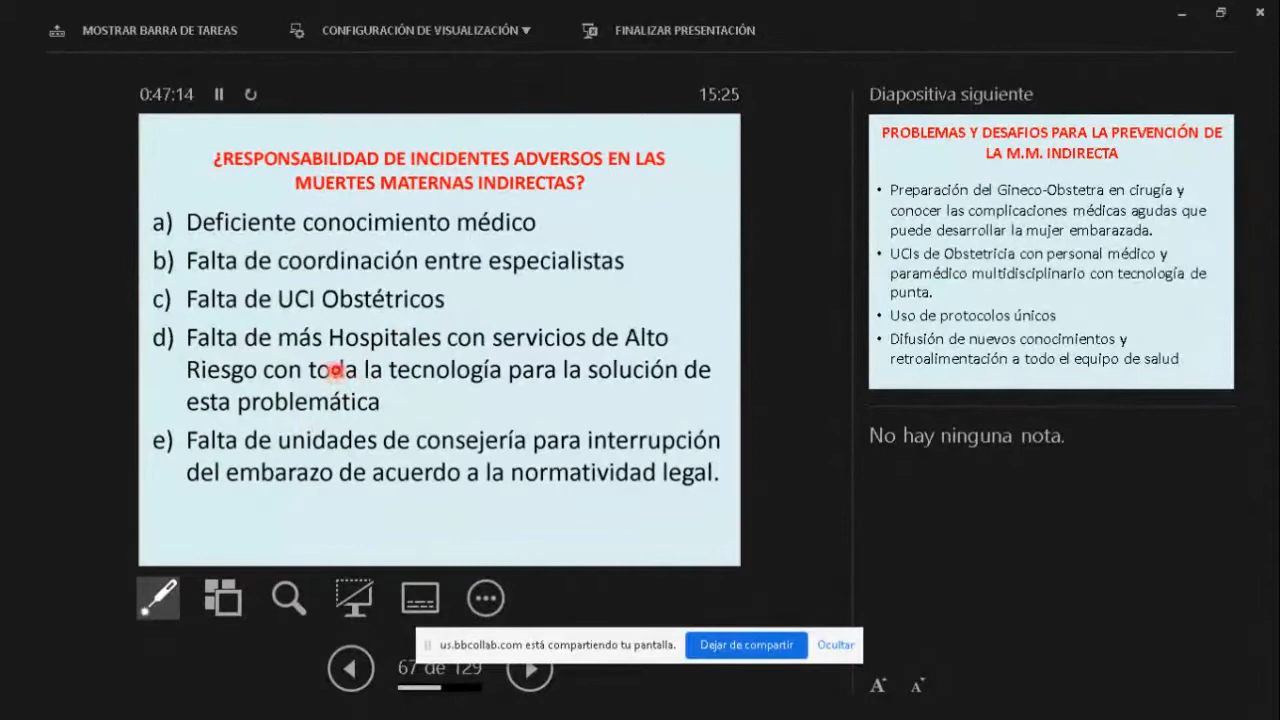 MOSTRAR BARRA DE TAREAS
CONFIGURACIÓN DE VISUALIZACIÓN ▼
FINALIZAR PRESENTACIÓN
0:47:14
15:25
¿RESPONSABILIDAD DE INCIDENTES ADVERSOS EN LAS
MUERTES MATERNAS INDIRECTAS?
a) Deficiente conocimiento médico
b) Falta de coordinación entre especialistas
c) Falta de UCI Obstétricos
d) Falta de más Hospitales con servicios de Alto
Riesgo con toda la tecnología para la solución de
esta problemática
e) Falta de unidades de consejería para interrupción
del embarazo de acuerdo a la normatividad legal.
us.bbcollab.com está compartiendo tu pantalla.
Dejar de compartir
Ocultar
67 de 129
Diapositiva siguiente
PROBLEMAS Y DESAFIOS PARA LA PREVENCIÓN DE
LA M.M. INDIRECTA
• Preparación del Gineco-Obstetra en cirugía y
conocer las complicaciones médicas agudas que
puede desarrollar la mujer embarazada.
• UCIs de Obstetricia con personal médico y
paramédico multidisciplinario con tecnología de
punta.
• Uso de protocolos únicos
• Difusión de nuevos conocimientos y
retroalimentación a todo el equipo de salud
No hay ninguna nota.
A A